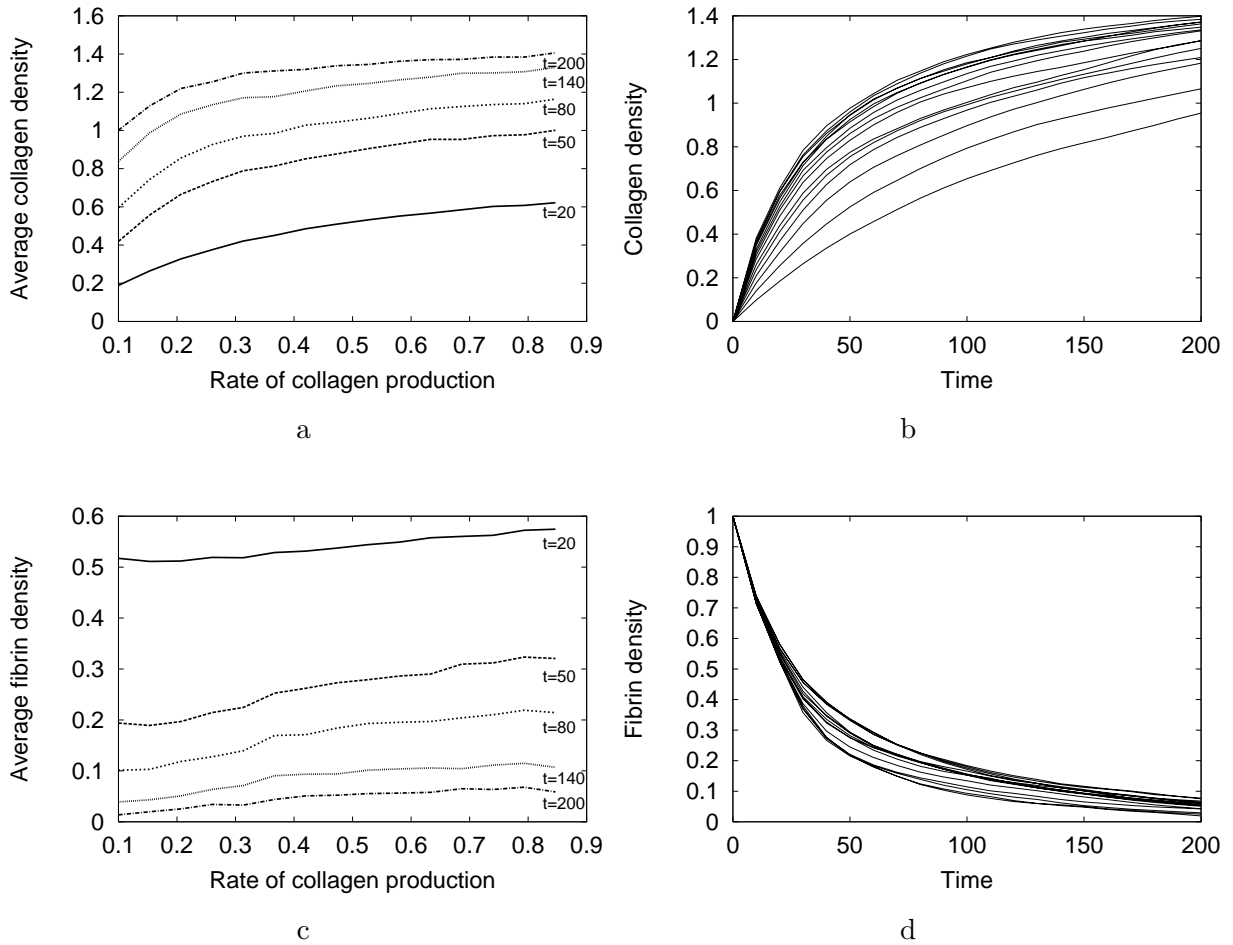 Average collagen density
1.6
1.4
1.2
1
0.8
0.6
0.4
0.2
0
t=200
t=140
t=80
t=50
t=20
0.1 0.2 0.3 0.4 0.5 0.6 0.7 0.8 0.9
Rate of collagen production
a
Collagen density
1.4
1.2
1
0.8
0.6
0.4
0.2
0
0 50 100 150 200
Time
b
Average fibrin density
0.6
0.5
0.4
0.3
0.2
0.1
0
t=20
t=50
t=80
t=140
t=200
0.1 0.2 0.3 0.4 0.5 0.6 0.7 0.8 0.9
Rate of collagen production
c
Fibrin density
1
0.9
0.8
0.7
0.6
0.5
0.4
0.3
0.2
0.1
0
0 50 100 150 200
Time
d